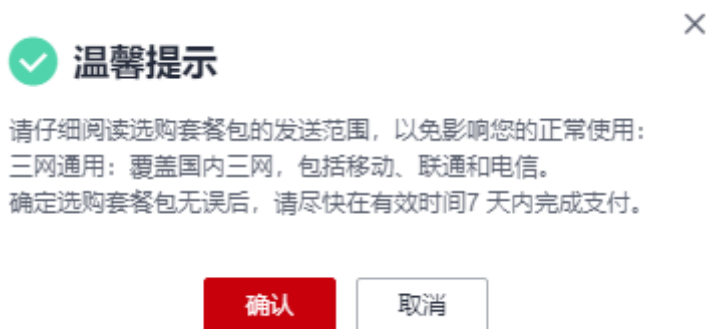 温馨提示
请仔细阅读选购套餐包的发送范围，以免影响您的正常使用：
三网通用：覆盖国内三网，包括移动、联通和电信。
确定选购套餐包无误后，请尽快在有效时间7 天内完成支付。
确认
取消